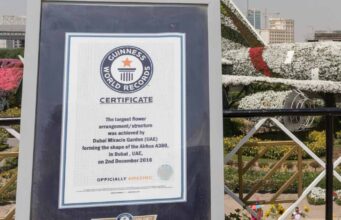 GUINNESS
WORLD
RECORDS
CERTIFICATE
The largest flower
arrangement/structure
was achieved by
Dubai Miracle Garden (UAE)
forming the shape of the Airbus A380,
in Dubai, UAE,
on 2nd December 2016
OFFICIALLY AMAZING